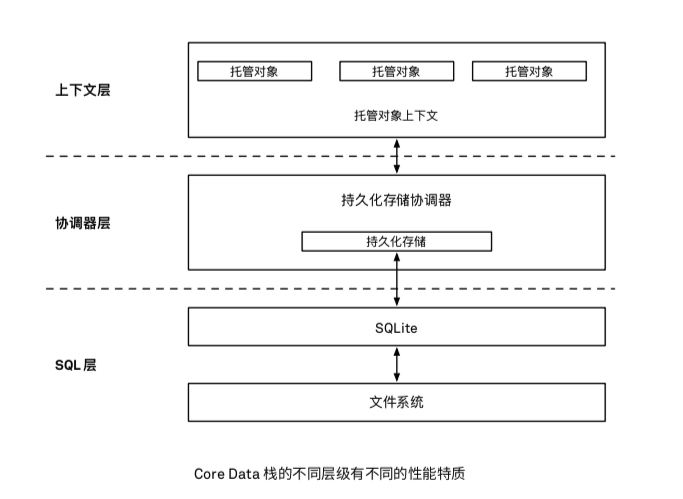 托管对象
托管对象
托管对象
上下文层
托管对象上下文
持久化存储协调器
协调器层
持久化存储
SQLite
SQL 层
文件系统
Core Data 栈的不同层级有不同的性能特质